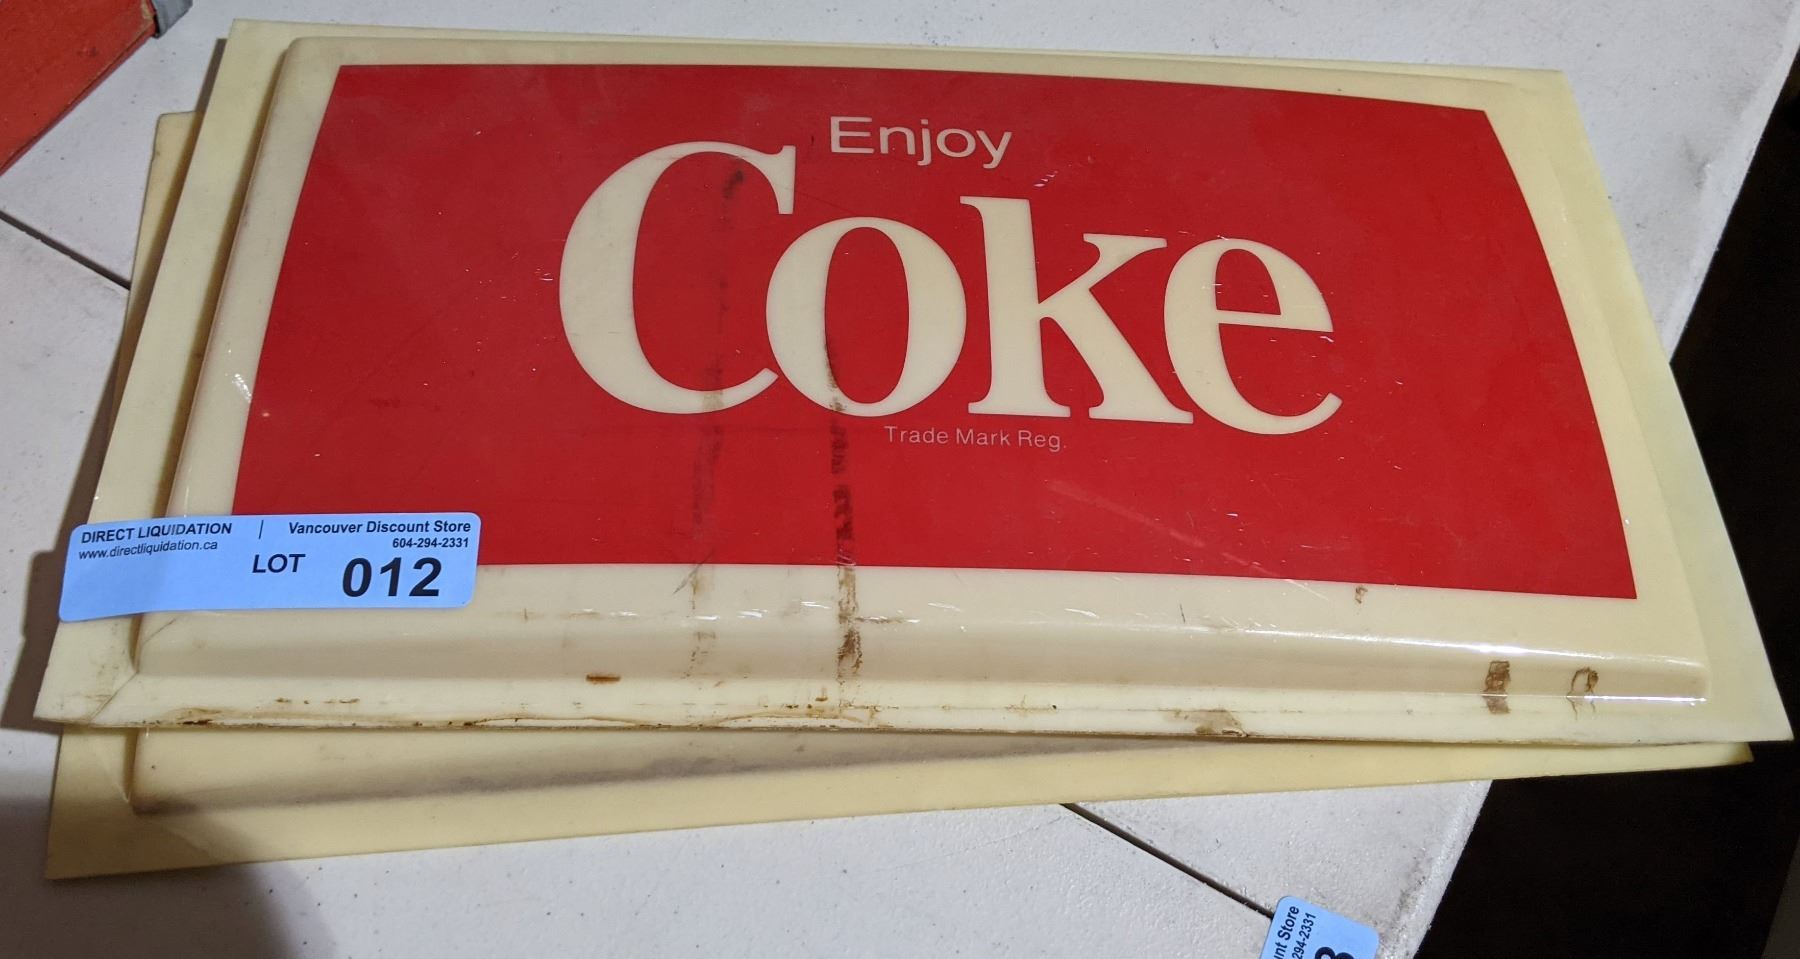 Enjoy
Coke
Trade Mark Reg.
DIRECT LIQUIDATION | Vancouver Discount Store
www.directliquidation.ca 604-294-2331
LOT 012
Store
294-2331